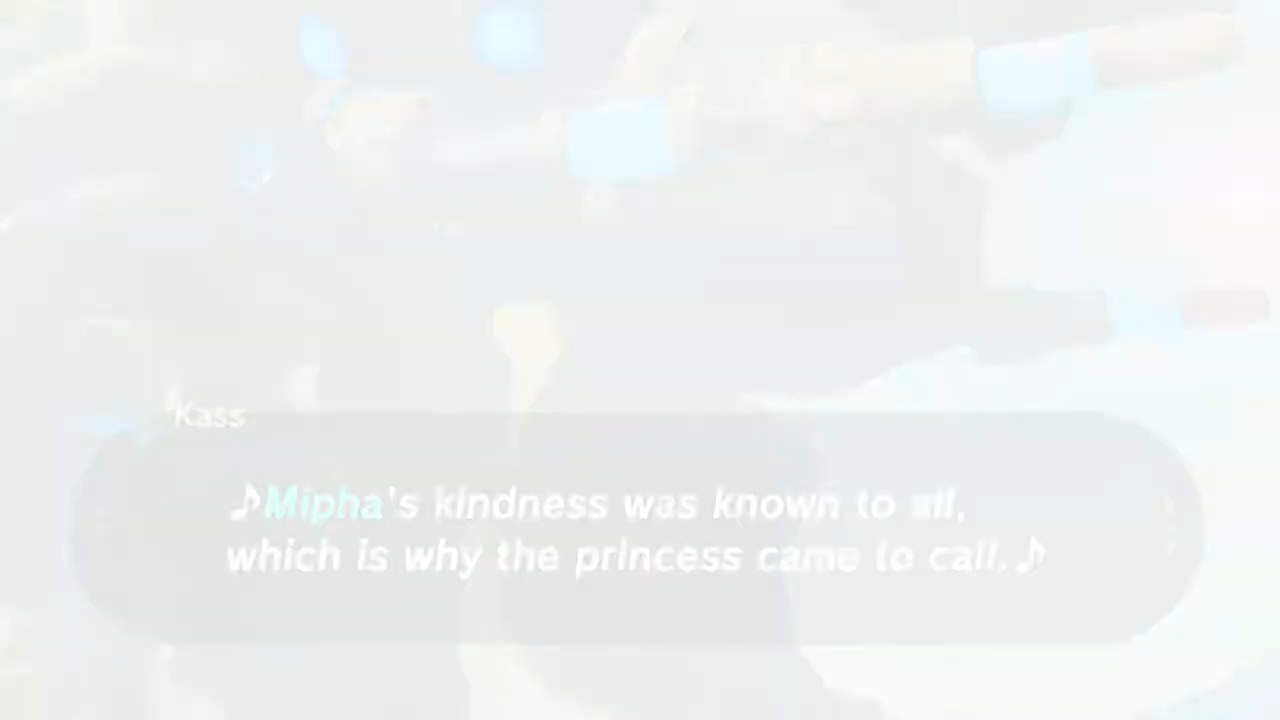 Kass
♪Mipha's kindness was known to all,
which is why the princess came to call.♪